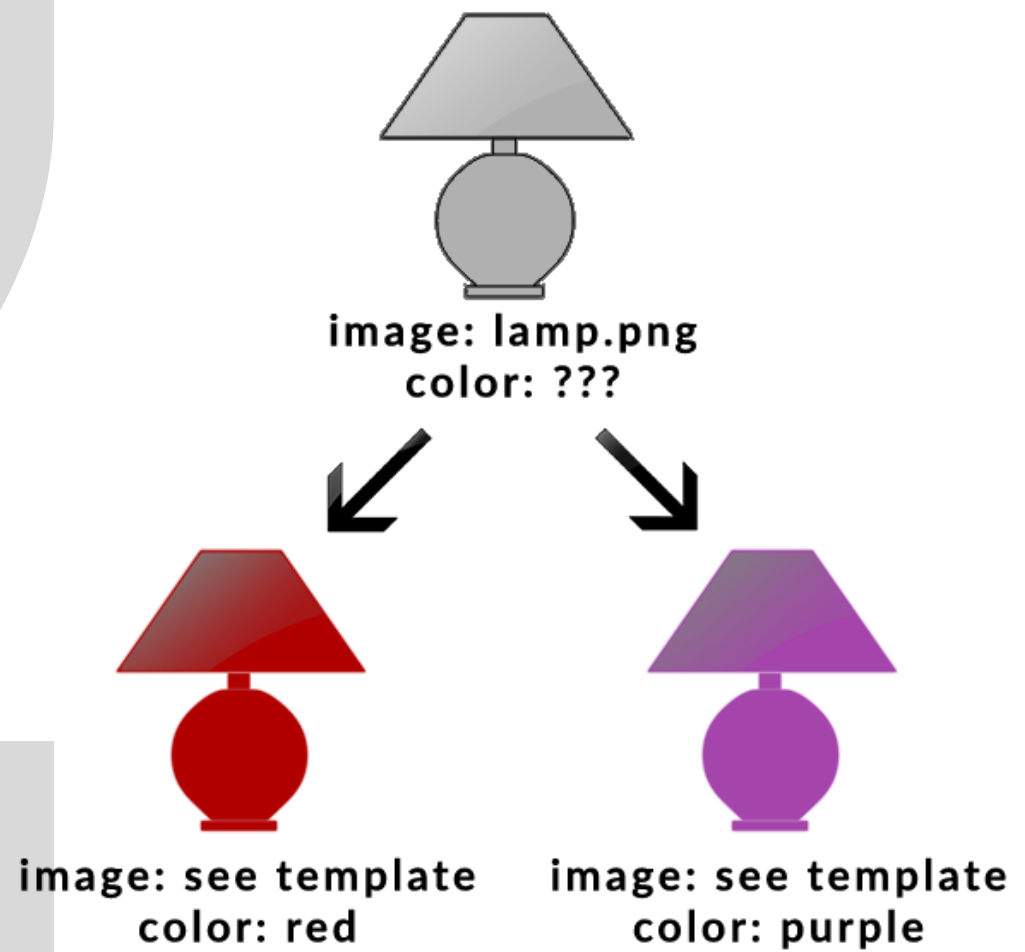 image: lamp.png
color: ???
image: see template
color: red
image: see template
color: purple